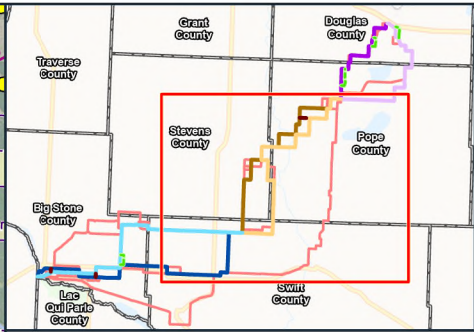 Grant
County
Douglas
County
Traverse
County
Stevens
County
Pope
County
Big Stone
County
Swift
County
Lac
Qui Parle
County